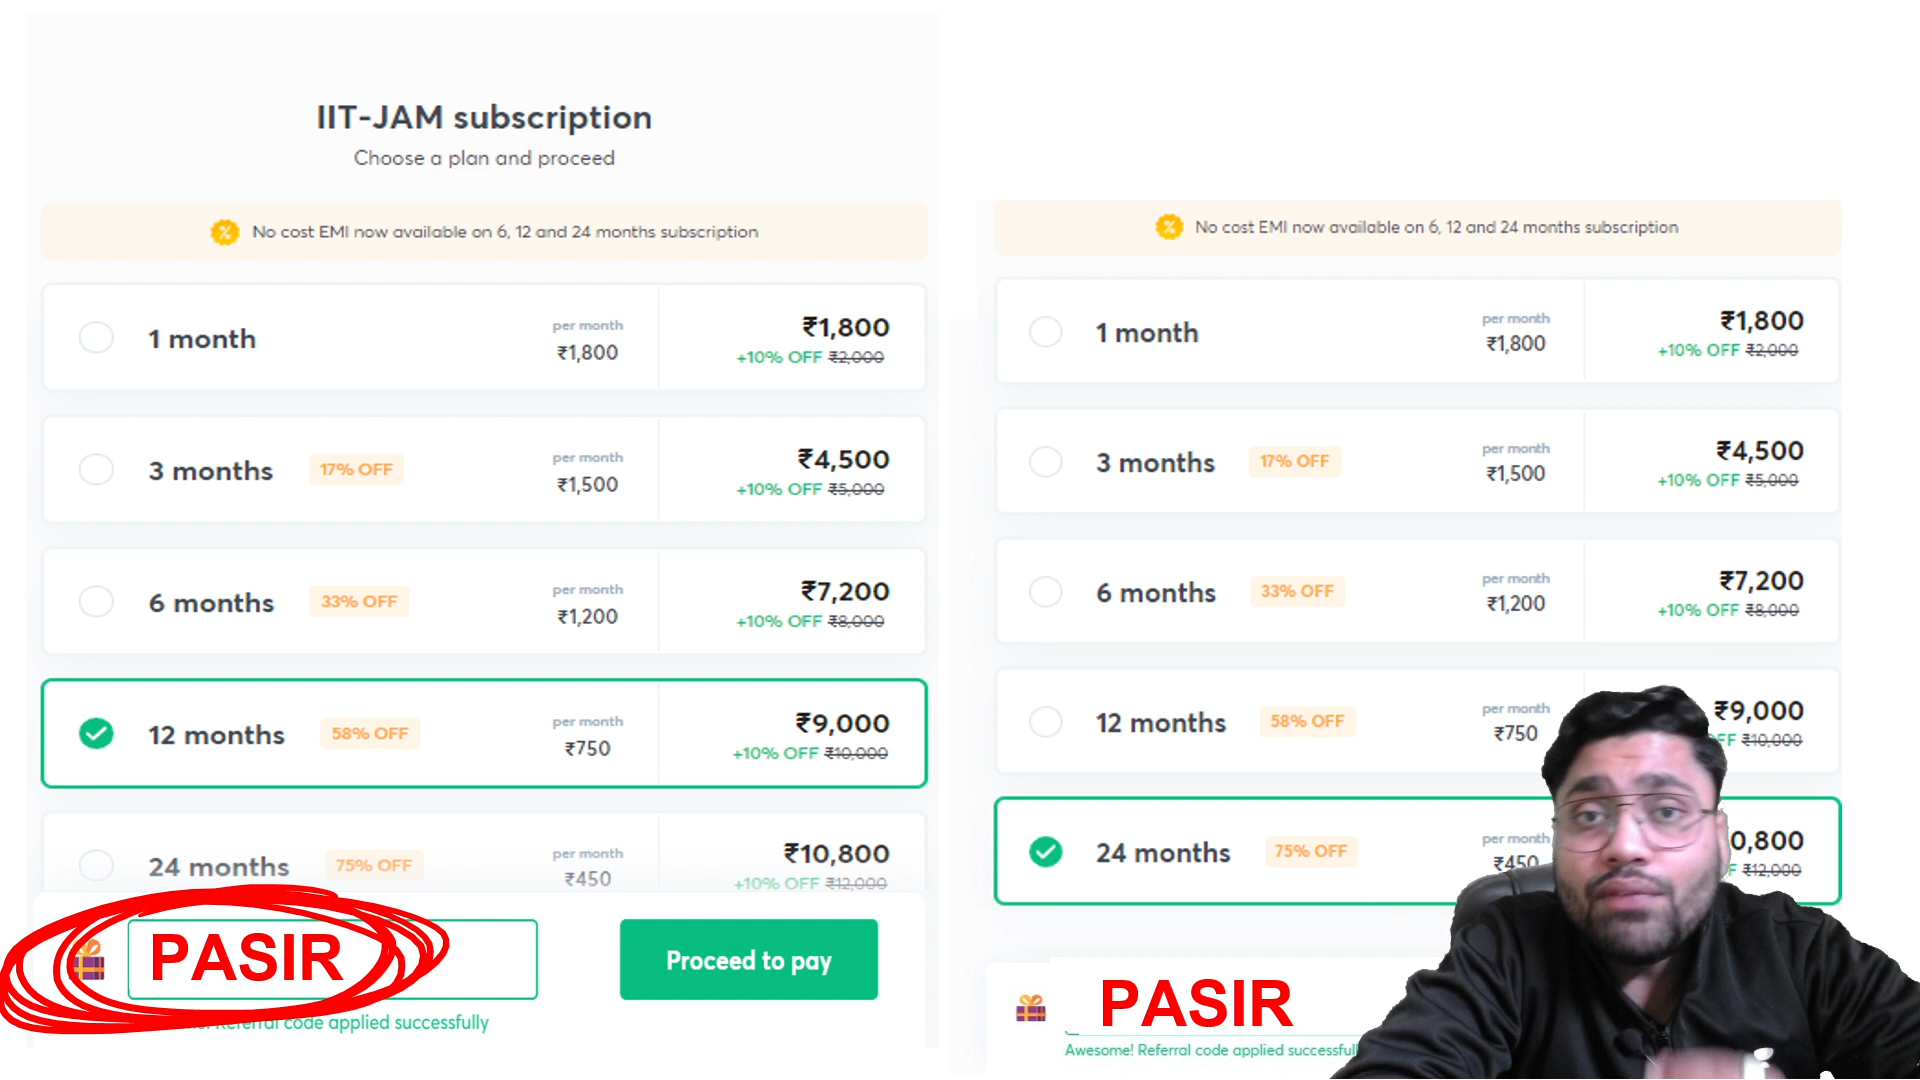 IIT-JAM subscription
Choose a plan and proceed
No cost EMI now available on 6, 12 and 24 months subscription
1 month
per month
₹1,800
₹1,800
+10% OFF ₹2,000
3 months
17% OFF
per month
₹1,500
₹4,500
+10% OFF ₹5,000
6 months
33% OFF
per month
₹1,200
₹7,200
+10% OFF ₹8,000
12 months
58% OFF
per month
₹750
₹9,000
+10% OFF ₹10,000
24 months
75% OFF
per month
₹450
₹10,800
+10% OFF ₹12,000
PASIR
Proceed to pay
Referral code applied successfully
No cost EMI now available on 6, 12 and 24 months subscription
1 month
per month
₹1,800
₹1,800
+10% OFF ₹2,000
3 months
17% OFF
per month
₹1,500
₹4,500
+10% OFF ₹5,000
6 months
33% OFF
per month
₹1,200
₹7,200
+10% OFF ₹8,000
12 months
58% OFF
per month
₹750
₹9,000
₹10,000
24 months
75% OFF
per month
₹450
0,800
₹12,000
PASIR
Awesome! Referral code applied successfull